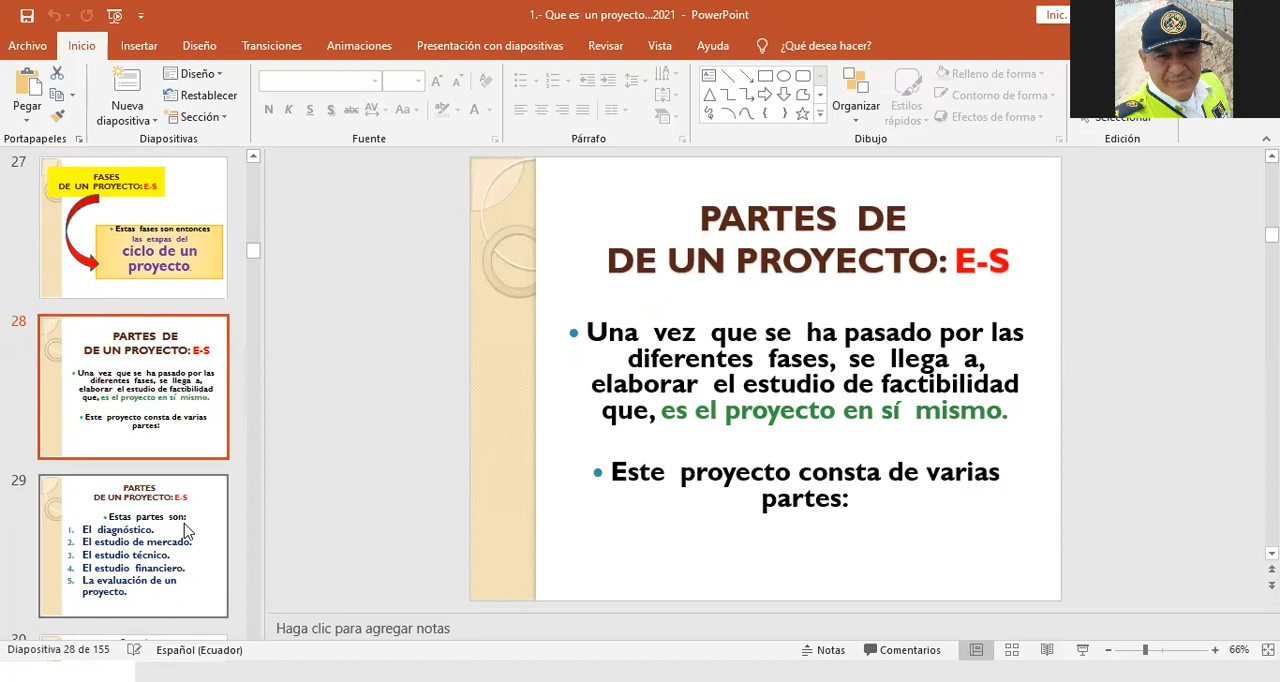 1.- Que es  un proyecto...2021  -  PowerPoint
Inic.
Archivo
Inicio
Insertar
Diseño
Transiciones
Animaciones
Presentación con diapositivas
Revisar
Vista
Ayuda
¿Qué desea hacer?
Pegar
Nueva
diapositiva
Diseño
Restablecer
Sección
N K S S abc AV Aa
A
Organizar
Estilos
rápidos
Relleno de forma
Contorno de forma
Efectos de forma
Seleccionar
Portapapeles
Diapositivas
Fuente
Párrafo
Dibujo
Edición
27
FASES
DE UN PROYECTO: E-S
• Estas fases son entonces
las etapas del
ciclo de un
proyecto.
28
PARTES DE
DE UN PROYECTO: E-S
• Una vez que se ha pasado por las
diferentes fases, se llega a,
elaborar el estudio de factibilidad
que, es el proyecto en sí mismo.
• Este proyecto consta de varias
partes:
29
PARTES
DE UN PROYECTO: E-S
• Estas partes son:
1. El diagnóstico.
2. El estudio de mercado.
3. El estudio técnico.
4. El estudio financiero.
5. La evaluación de un
proyecto.
30
PARTES DE
DE UN PROYECTO: E-S
• Una vez que se ha pasado por las
diferentes fases, se llega a,
elaborar el estudio de factibilidad
que, es el proyecto en sí mismo.
• Este proyecto consta de varias
partes:
Haga clic para agregar notas
Diapositiva 28 de 155
Español (Ecuador)
Notas
Comentarios
66%